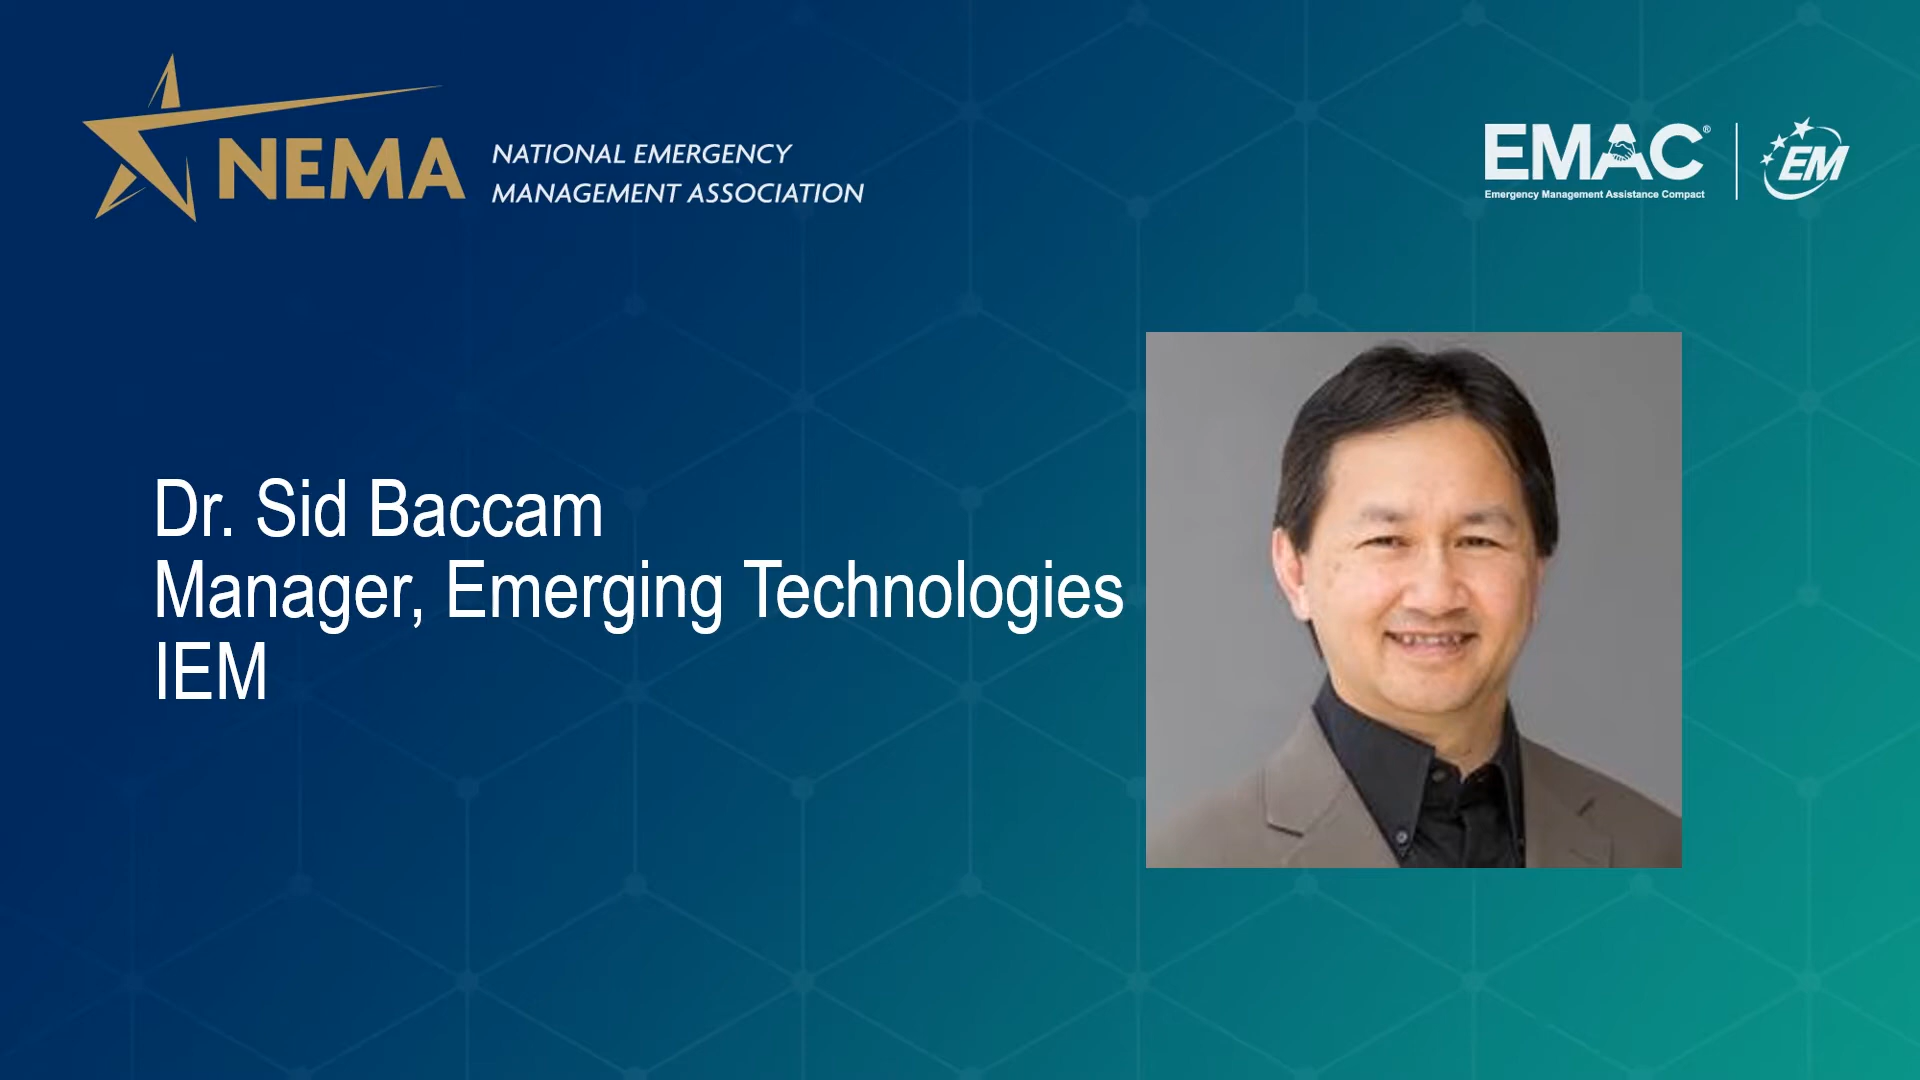 NEMA
NATIONAL EMERGENCY
MANAGEMENT ASSOCIATION
EMAC®
Emergency Management Assistance Compact
EM
Dr. Sid Baccam
Manager, Emerging Technologies
IEM